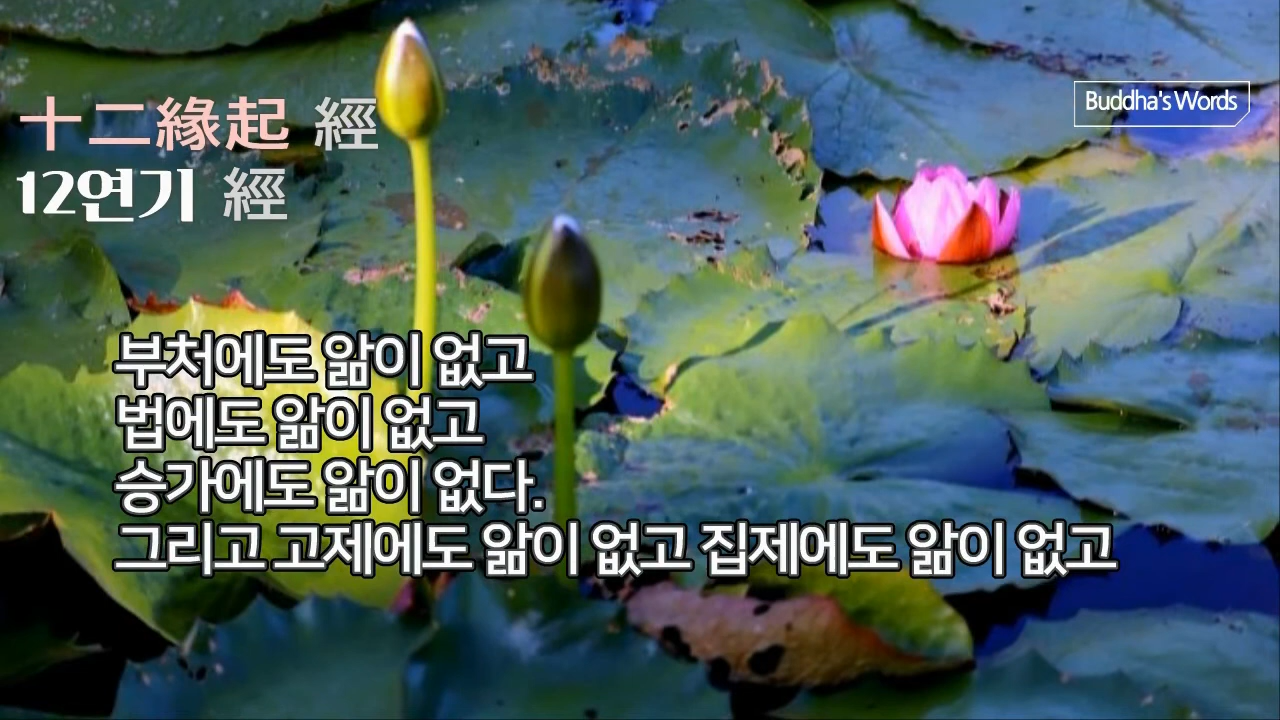 十二緣起 經
12연기 經
Buddha's Words
부처에도 앎이 없고
법에도 앎이 없고
승가에도 앎이 없다.
그리고 고제에도 앎이 없고 집제에도 앎이 없고